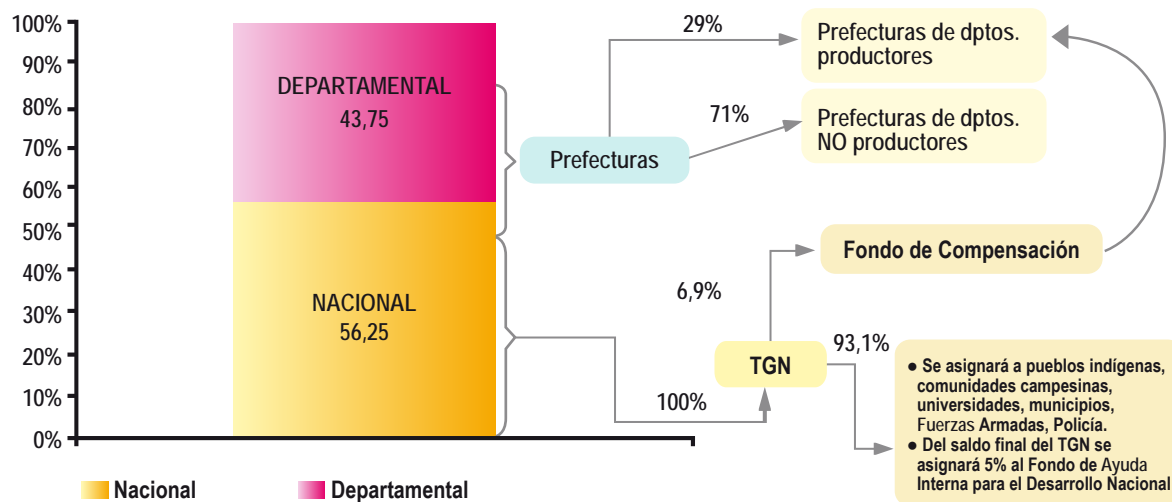 100%
90%
80%
70%
60%
50%
40%
30%
20%
10%
0%
DEPARTAMENTAL
43,75
NACIONAL
56,25
Nacional
Departamental
Prefecturas
29%
71%
Prefecturas de dptos.
productores
Prefecturas de dptos.
NO productores
Fondo de Compensación
6,9%
TGN
93,1%
100%
● Se asignará a pueblos indígenas,
comunidades campesinas,
universidades, municipios,
Fuerzas Armadas, Policía.
● Del saldo final del TGN se
asignará 5% al Fondo de Ayuda
Interna para el Desarrollo Nacional